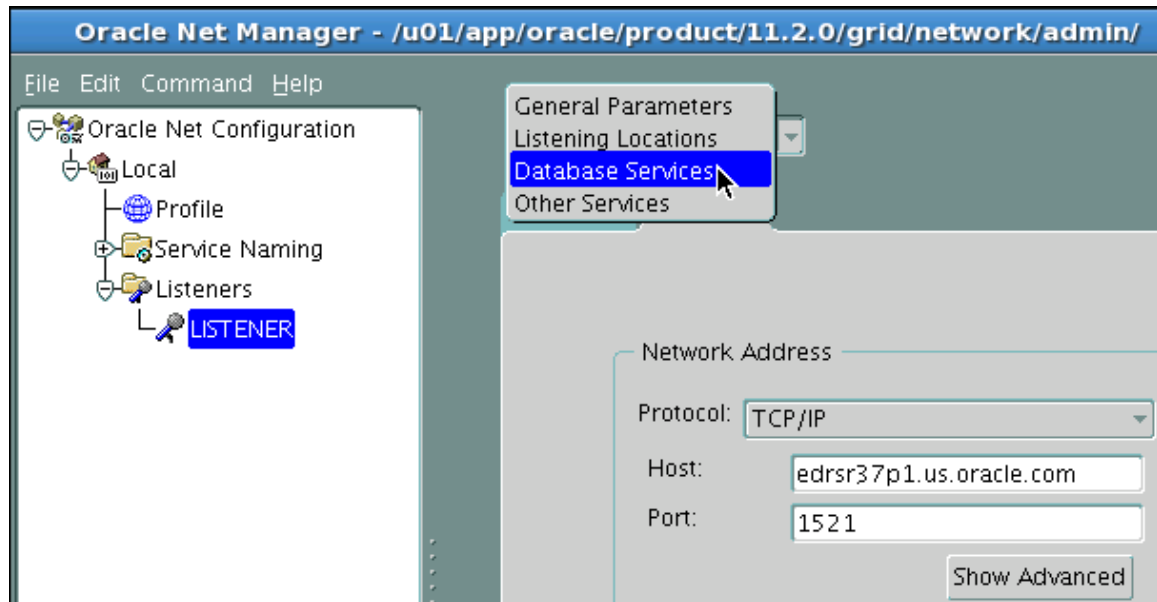 Oracle Net Manager - /u01/app/oracle/product/11.2.0/grid/network/admin/
File Edit Command Help
Oracle Net Configuration
Local
Profile
Service Naming
Listeners
LISTENER
General Parameters
Listening Locations
Database Services
Other Services
Network Address
Protocol: TCP/IP
Host: edrsr37p1.us.oracle.com
Port: 1521
Show Advanced